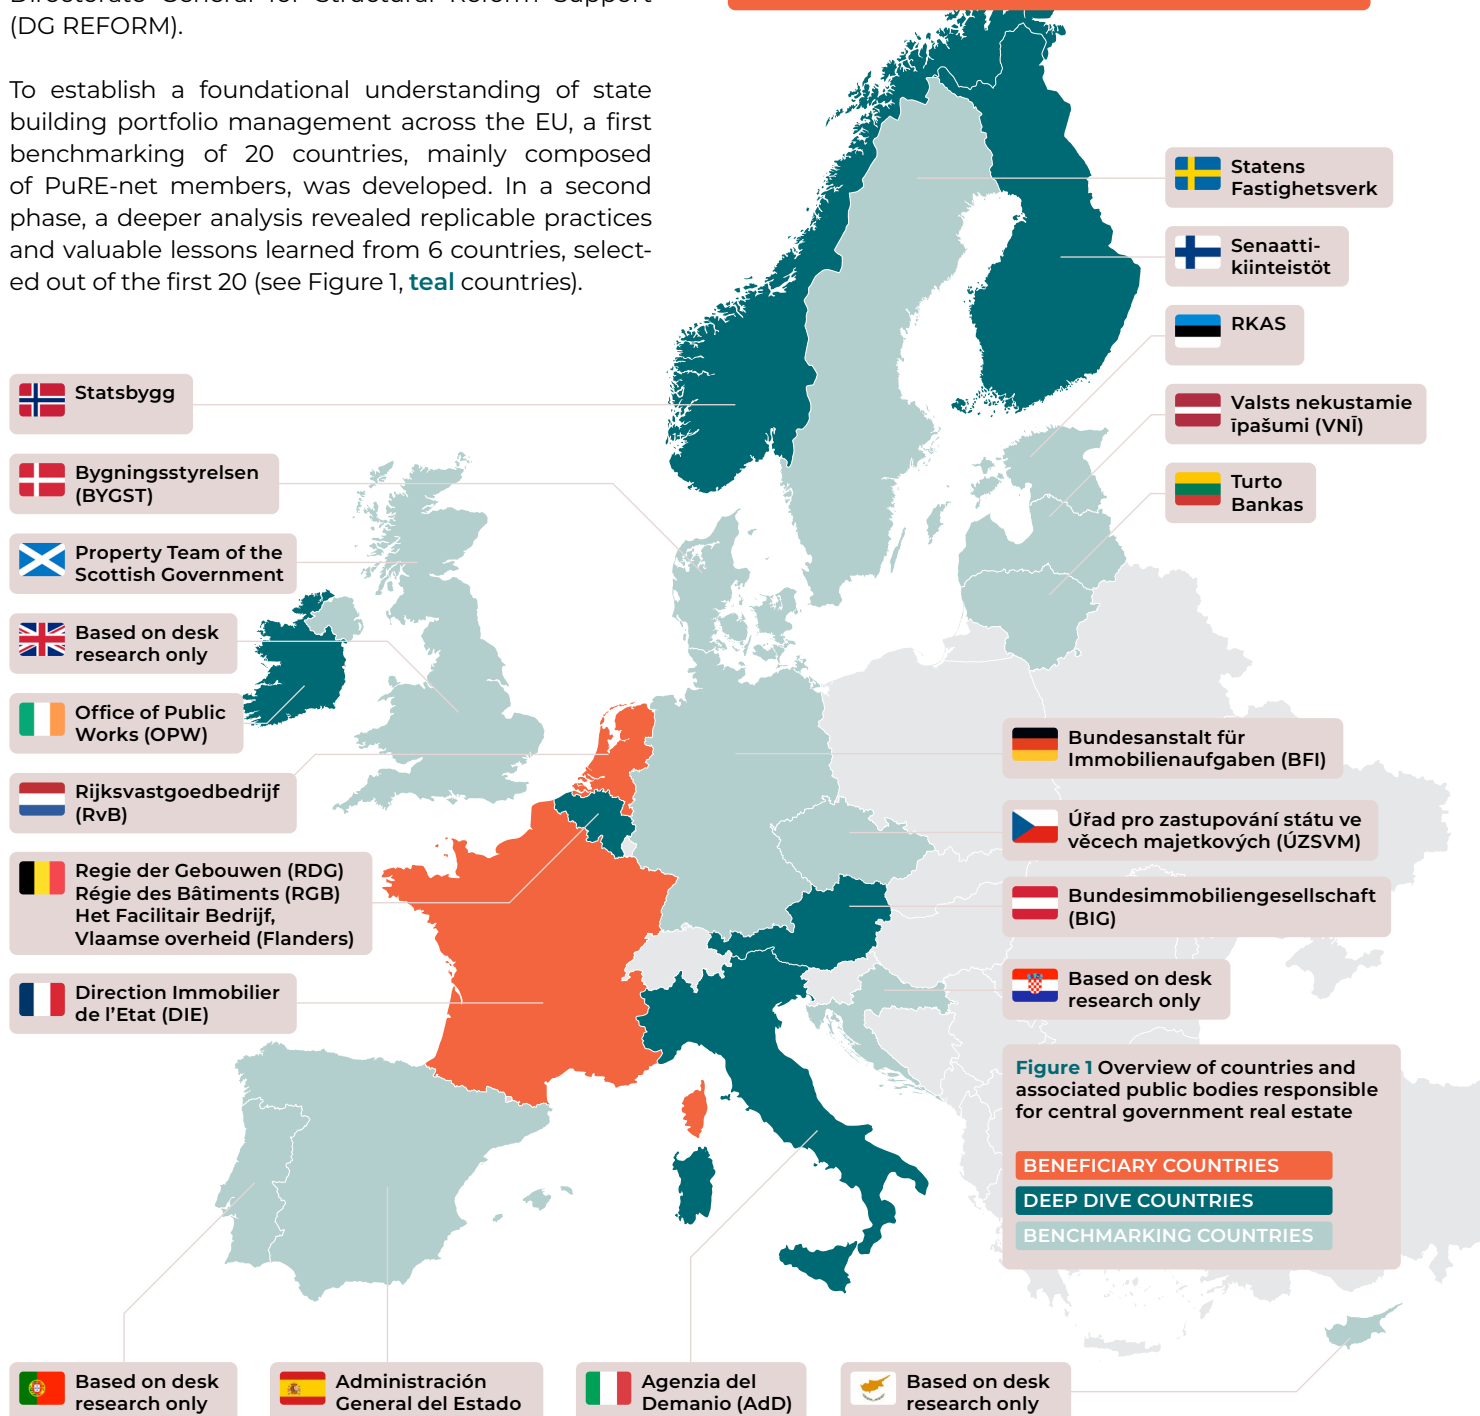 Directorate General for Structural Reform Support
(DG REFORM).
To establish a foundational understanding of state
building portfolio management across the EU, a first
benchmarking of 20 countries, mainly composed
of PuRE-net members, was developed. In a second
phase, a deeper analysis revealed replicable practices
and valuable lessons learned from 6 countries, select-
ed out of the first 20 (see Figure 1, teal countries).
Statsbygg
Bygningsstyrelsen
(BYGST)
Property Team of the
Scottish Government
Based on desk
research only
Office of Public
Works (OPW)
Rijksvastgoedbedrijf
(RvB)
Regie der Gebouwen (RDG)
Régie des Bâtiments (RGB)
Het Facilitair Bedrijf,
Vlaamse overheid (Flanders)
Direction Immobilier
de l'Etat (DIE)
Statens
Fastighetsverk
Senaatti-
kiinteistöt
RKAS
Valsts nekustamie
īpašumi (VNĪ)
Turto
Bankas
Bundesanstalt für
Immobilienaufgaben (BFI)
Úřad pro zastupování státu ve
věcech majetkových (ÚZSVM)
Bundesimmobiliengesellschaft
(BIG)
Based on desk
research only
Figure 1 Overview of countries and
associated public bodies responsible
for central government real estate
BENEFICIARY COUNTRIES
DEEP DIVE COUNTRIES
BENCHMARKING COUNTRIES
Based on desk
research only
Administración
General del Estado
Agenzia del
Demanio (AdD)
Based on desk
research only